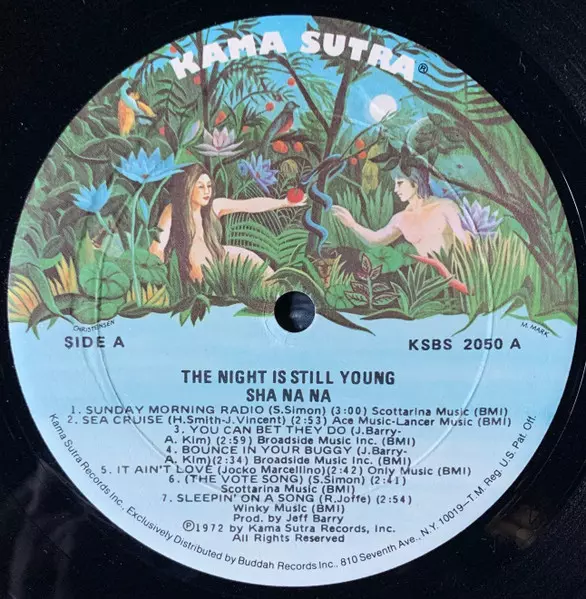 KAMA SUTRA®
CHRISTENSEN
M. MARK
SIDE A
KSBS 2050 A
THE NIGHT IS STILL YOUNG
SHA NA NA
1. SUNDAY MORNING RADIO (S.Simon) (3:00) Scottarina Music (BMI)
2. SEA CRUISE (H.Smith-J.Vincent) (2:53) Ace Music-Lancer Music (BMI)
3. YOU CAN BET THEY DO (J.Barry-
A. Kim) (2:59) Broadside Music Inc. (BMI)
4. BOUNCE IN YOUR BUGGY (J.Barry-
A. Kim)(2:34) Broadside Music Inc. (BMI)
5. IT AIN'T LOVE (Jocko Marcellino)(2:42) Only Music (BMI)
6. (THE VOTE SONG) (S.Simon) (2:41)
Scottarina Music (BMI)
7. SLEEPIN' ON A SONG (R.Joffe) (2:54)
Winky Music (BMI)
Prod. by Jeff Barry
℗1972 by Kama Sutra Records, Inc.
All Rights Reserved
Kama Sutra Records Inc., Exclusively Distributed by Buddah Records Inc., 810 Seventh Ave., N.Y. 10019-T.M. Reg. U.S. Pat. Off.